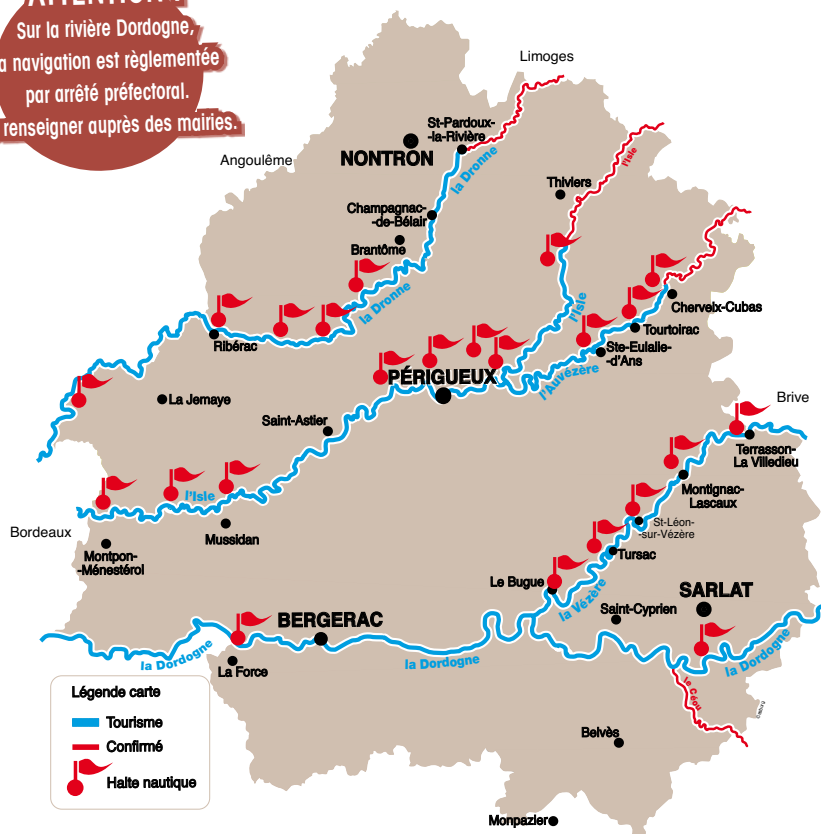 Sur la rivière Dordogne,
navigation est règlementée
par arrêté préfectoral.
renseigner auprès des mairies.
Limoges
St-Pardoux-
-la-Rivière
NONTRON
Angoulême
la Dronne
l'Isle
Thiviers
Champagnac-
-de-Bélair
Brantôme
la Dronne
l'Isle
Cherveix-Cubas
Tourtoirac
Ribérac
Ste-Eulalie-
-d'Ans
PÉRIGUEUX
l'Auvézère
La Jemaye
Brive
Saint-Astier
Terrasson-
La Villedieu
Montignac-
Lascaux
l'Isle
Bordeaux
Mussidan
St-Léon-
-sur-Vézère
Montpon-
-Ménestérol
Tursac
Le Bugue
la Vézère
SARLAT
Saint-Cyprien
BERGERAC
la Dordogne
la Dordogne
la Dordogne
La Force
Le Céou
Légende carte
Tourisme
Confirmé
Halte nautique
Belvès
Monpazier